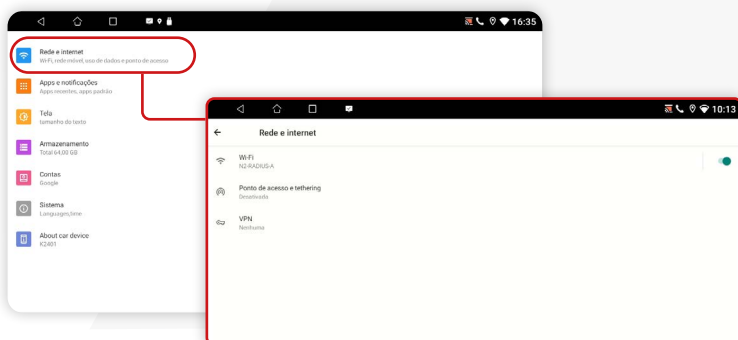 16:35
Rede e internet
Wi-Fi, rede móvel, uso de dados e ponto de acesso
Apps e notificações
Apps recentes, apps padrão
Tela
tamanho do texto
Armazenamento
Total 64,00 GB
Contas
Google
Sistema
Languages,time
About car device
K2401
10:13
Rede e internet
Wi-Fi
N2-RADIUS-A
Ponto de acesso e tethering
Desativada
VPN
Nenhuma